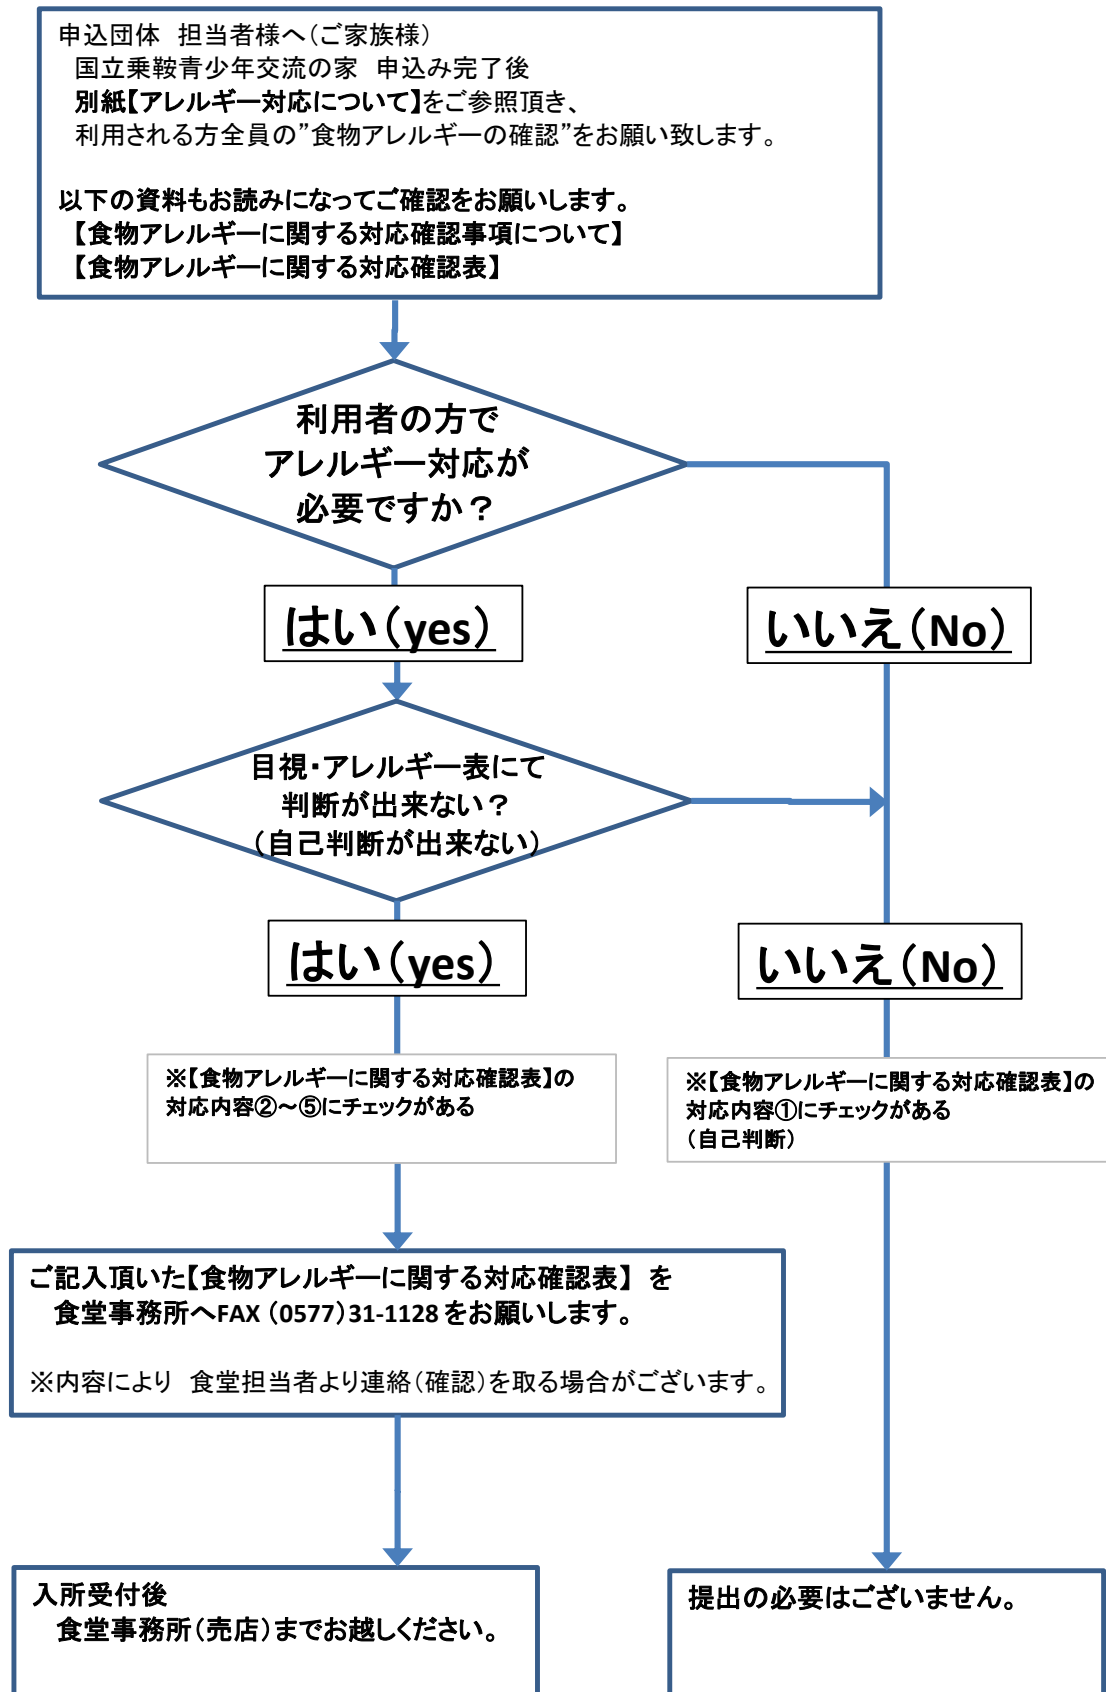 申込団体 担当者様へ(ご家族様)
国立乗鞍青少年交流の家 申込み完了後
別紙【アレルギー対応について】をご参照頂き、
利用される方全員の”食物アレルギーの確認”をお願い致します。
以下の資料もお読みになってご確認をお願いします。
【食物アレルギーに関する対応確認事項について】
【食物アレルギーに関する対応確認表】
利用者の方で
アレルギー対応が
必要ですか？
はい(yes)
いいえ(No)
目視・アレルギー表にて
判断が出来ない？
(自己判断が出来ない)
はい(yes)
いいえ(No)
※【食物アレルギーに関する対応確認表】の
対応内容②～⑤にチェックがある
※【食物アレルギーに関する対応確認表】の
対応内容①にチェックがある
(自己判断)
ご記入頂いた【食物アレルギーに関する対応確認表】 を
食堂事務所へFAX (0577)31-1128 をお願いします。
※内容により 食堂担当者より連絡(確認)を取る場合がございます。
入所受付後
食堂事務所(売店)までお越しください。
提出の必要はございません。